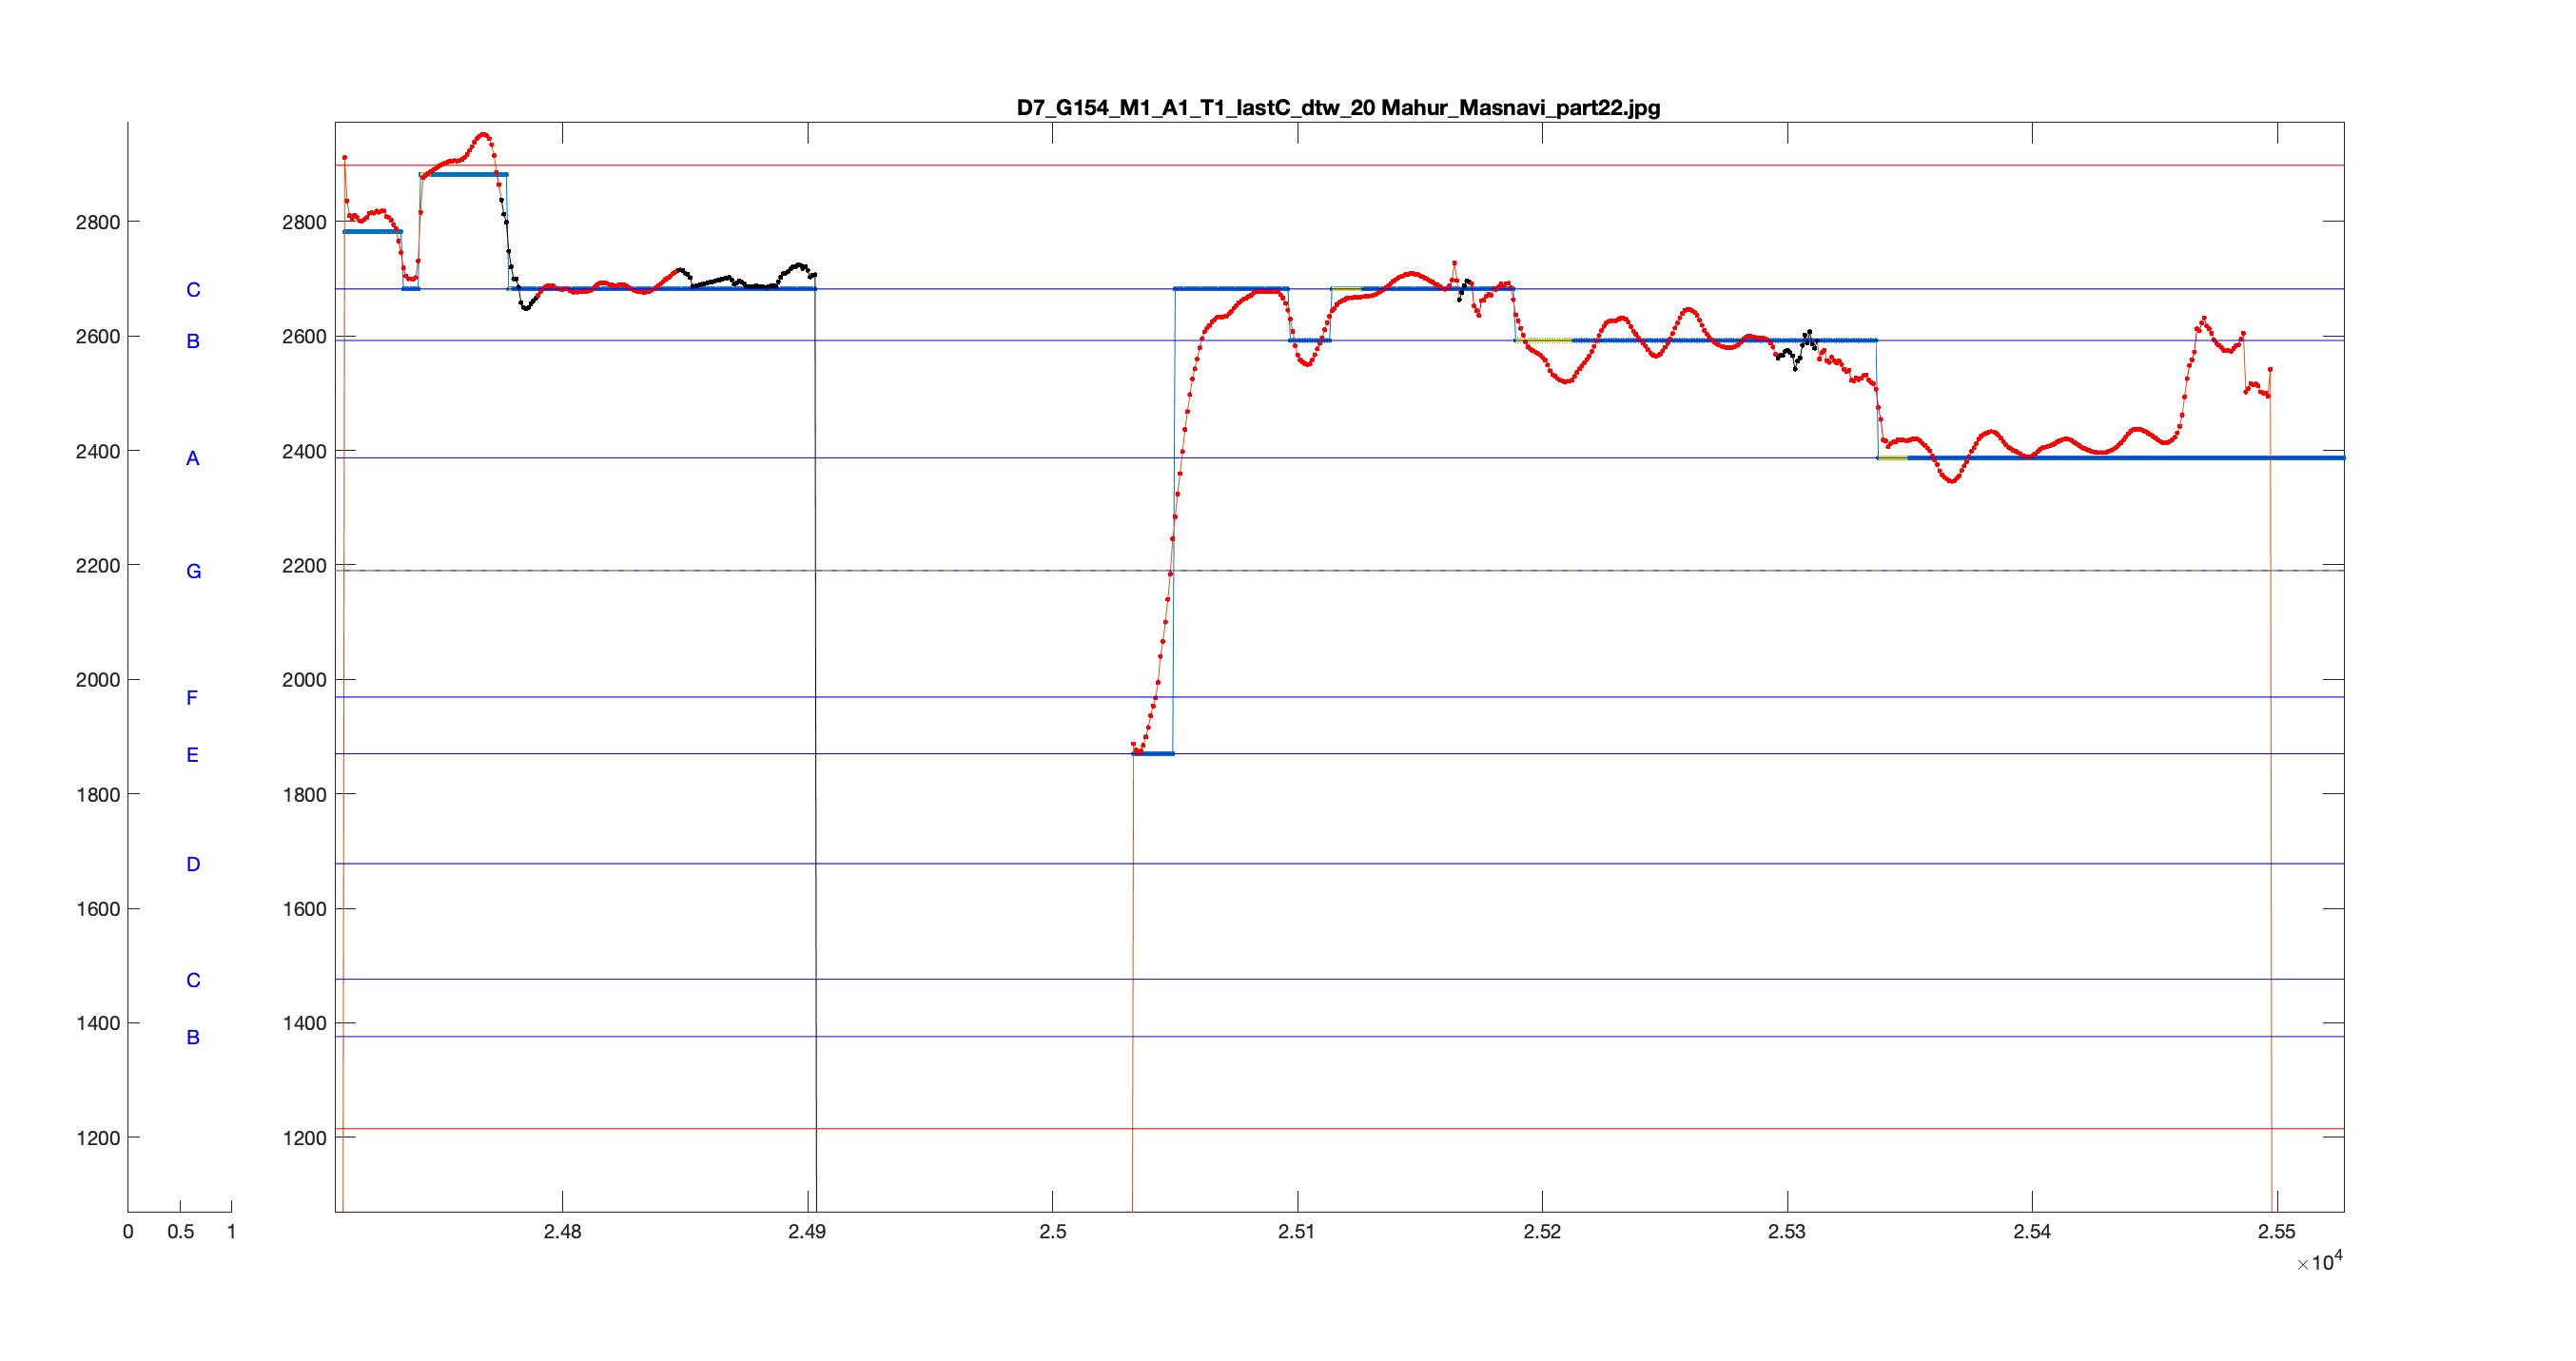 D7_G154_M1_A1_T1_lastC_dtw_20 Mahur_Masnavi_part22.jpg
2800 2800
C
2600 B 2600
2400 A 2400
2200 G 2200
2000 F 2000
E
1800 1800
D
1600 1600
C
1400 B 1400
1200 1200
0 0.5 1 2.48 2.49 2.5 2.51 2.52 2.53 2.54 2.55
×10⁴